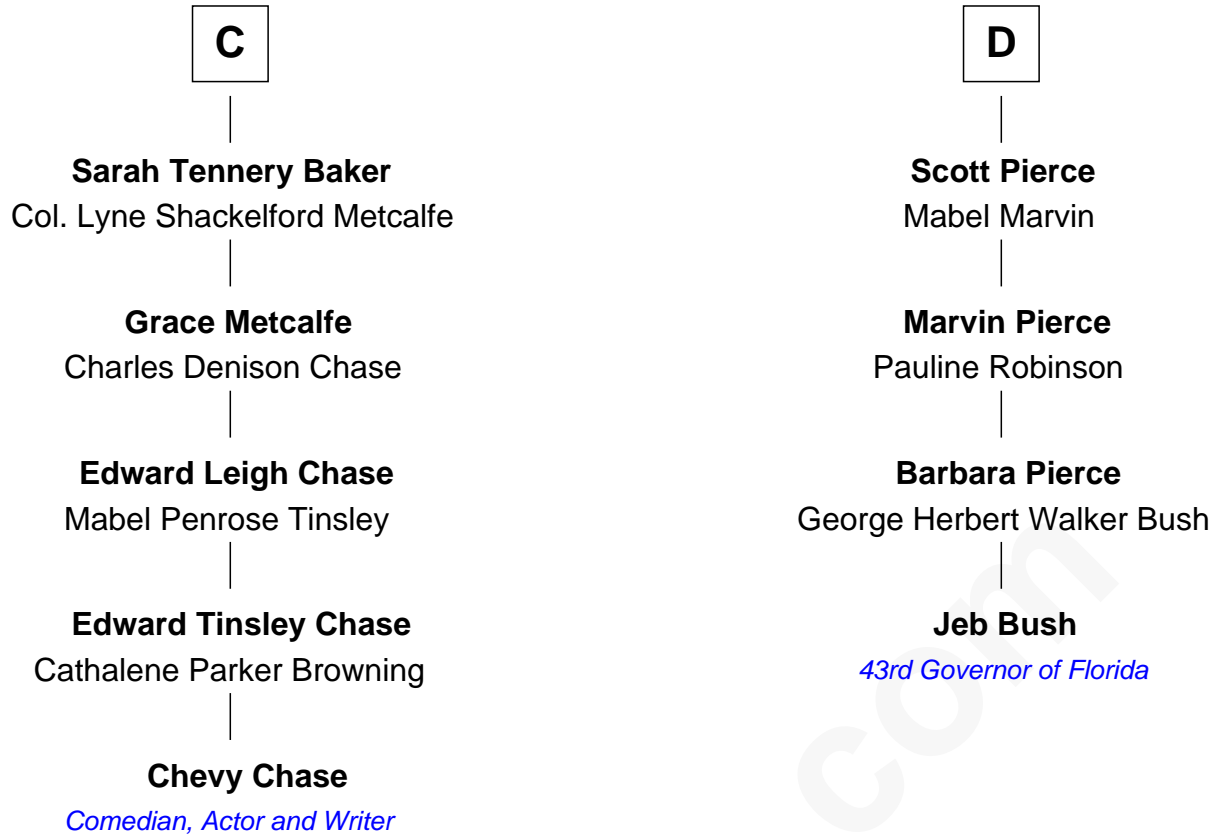 C
Sarah Tennery Baker
Col. Lyne Shackelford Metcalfe
Grace Metcalfe
Charles Denison Chase
Edward Leigh Chase
Mabel Penrose Tinsley
Edward Tinsley Chase
Cathalene Parker Browning
Chevy Chase
Comedian, Actor and Writer
D
Scott Pierce
Mabel Marvin
Marvin Pierce
Pauline Robinson
Barbara Pierce
George Herbert Walker Bush
Jeb Bush
43rd Governor of Florida
com